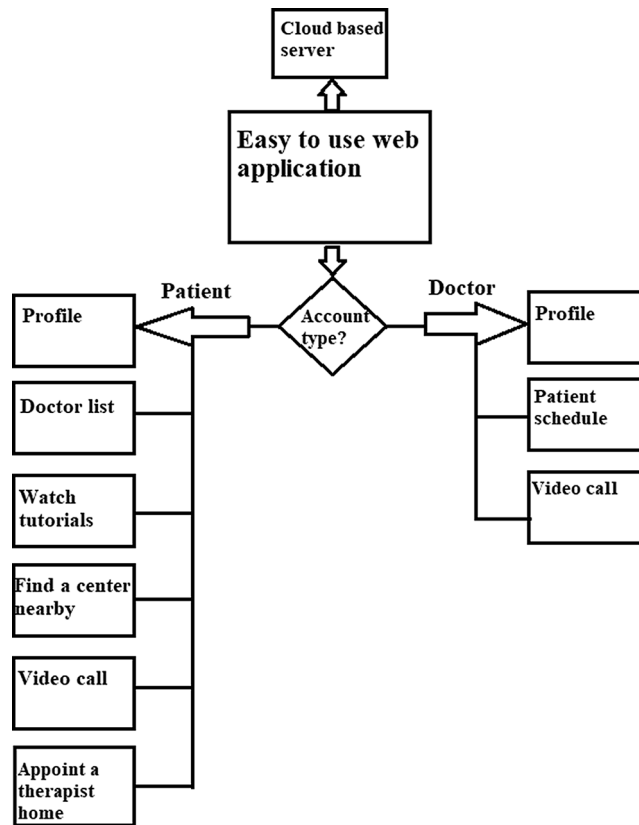 Cloud based
server
Easy to use web
application
Patient
Doctor
Account
type?
Profile
Doctor list
Watch
tutorials
Find a center
nearby
Video call
Appoint a
therapist
home
Profile
Patient
schedule
Video call